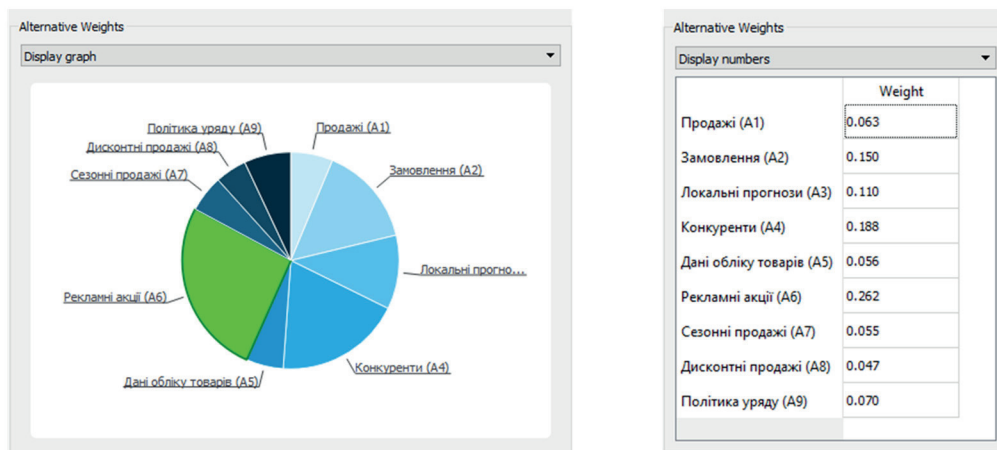 Alternative Weights
Display graph
Політика уряду (A9)
Продажі (A1)
Дисконтні продажі (A8)
Замовлення (A2)
Сезонні продажі (A7)
Локальні прогно...
Рекламні акції (A6)
Конкуренти (A4)
Дані обліку товарів (A5)
Alternative Weights
Display numbers
Weight
Продажі (A1) 0.063
Замовлення (A2) 0.150
Локальні прогнози (A3) 0.110
Конкуренти (A4) 0.188
Дані обліку товарів (A5) 0.056
Рекламні акції (A6) 0.262
Сезонні продажі (A7) 0.055
Дисконтні продажі (A8) 0.047
Політика уряду (A9) 0.070